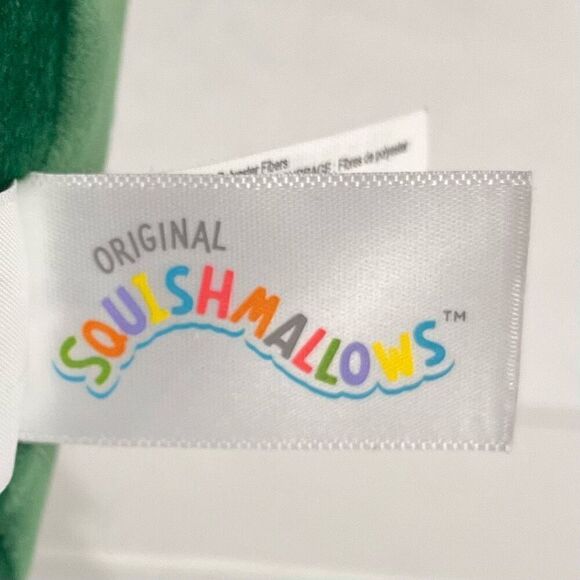 Polyester Fibers
Fibres de polyester
ORIGINAL
SQUISHMALLOWS™